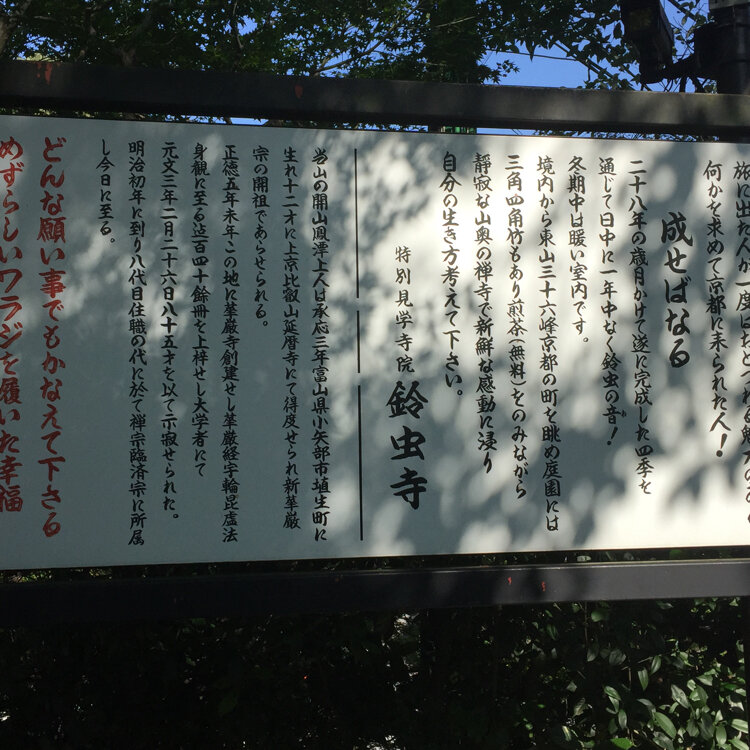 旅に出た人が一度は
何かを求めて京都に来られた人！
成せばなる
二十八年の歳月かけて遂に完成した四季を
通じて日中に一年中なく鈴虫の音！
冬期中は暖い室内です。
境内から東山三十六峰京都の町を眺め庭園には
三角四角竹もあり煎茶(無料)をのみながら
静寂な山奥の禅寺で新鮮な感動に浸り
自分の生き方考えて下さい。
特別見学寺院 鈴虫寺
当山の開山鳳潭上人は承応三年富山県小矢部市埴生町に
生れ十二才に上京比叡山延暦寺にて得度せられ新華厳
宗の開祖であらせられる。
正徳五年未年この地に華厳寺創建せし華厳経宇輪毘盧法
身観に至る迄百四十餘冊を上梓せし大学者にて
元文三年二月二十六日八十五才を以て示寂せられた。
明治初年に到り八代目住職の代に於て禅宗臨済宗に所属
し今日に至る。
どんな願い事でもかなえて下さる
めずらしいワラジを履いた幸福